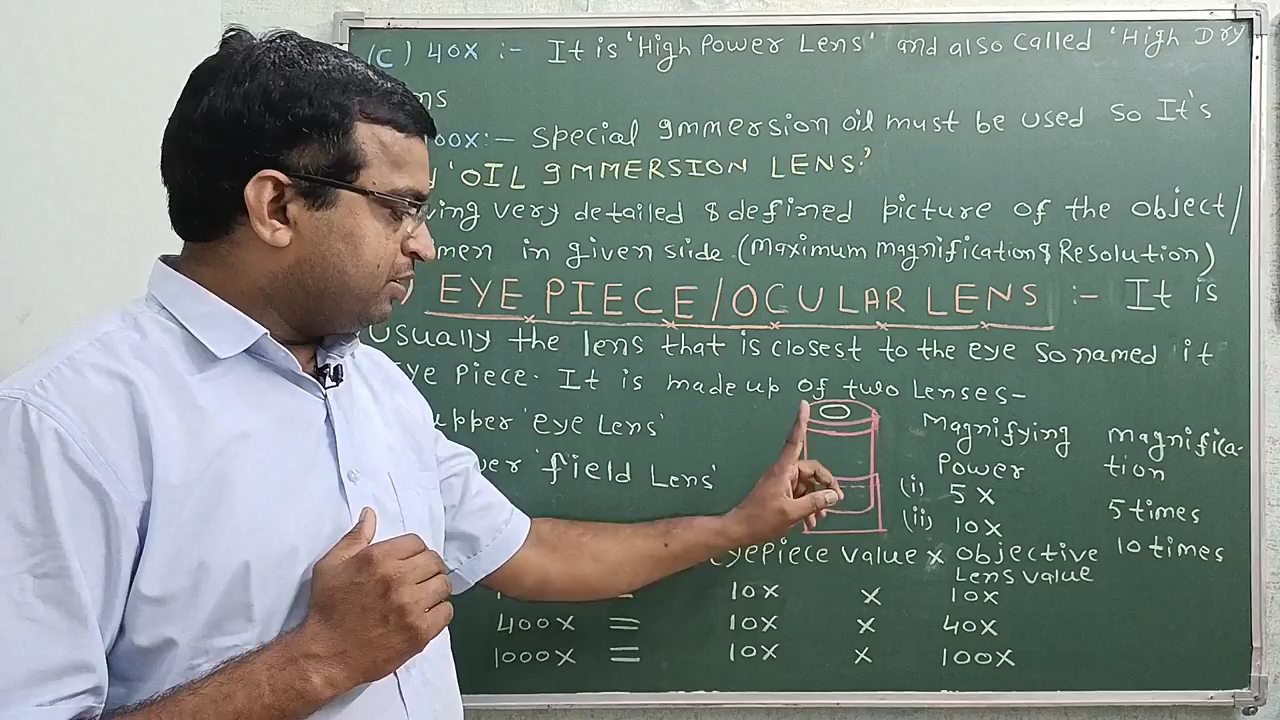 (C) 40X :- It is 'High Power Lens' and also Called 'High Dry
ns
00X:- Special Immersion oil must be used so It's
'OIL IMMERSION LENS.'
ving very detailed & defined picture of the object/
men in given slide. (Maximum magnification & Resolution)
) EYE PIECE/OCULAR LENS :- It is
Usually the lens that is closest to the eye so named it
ye Piece. It is made up of two Lenses-
upper 'eye Lens'
er 'field Lens'
Magnifying Power magnifica-tion
(i) 5X 5 times
(ii) 10X 10 times
yePiece Value X Objective Lens value
= 10X X 10X
400X = 10X X 40X
1000X = 10X X 100X